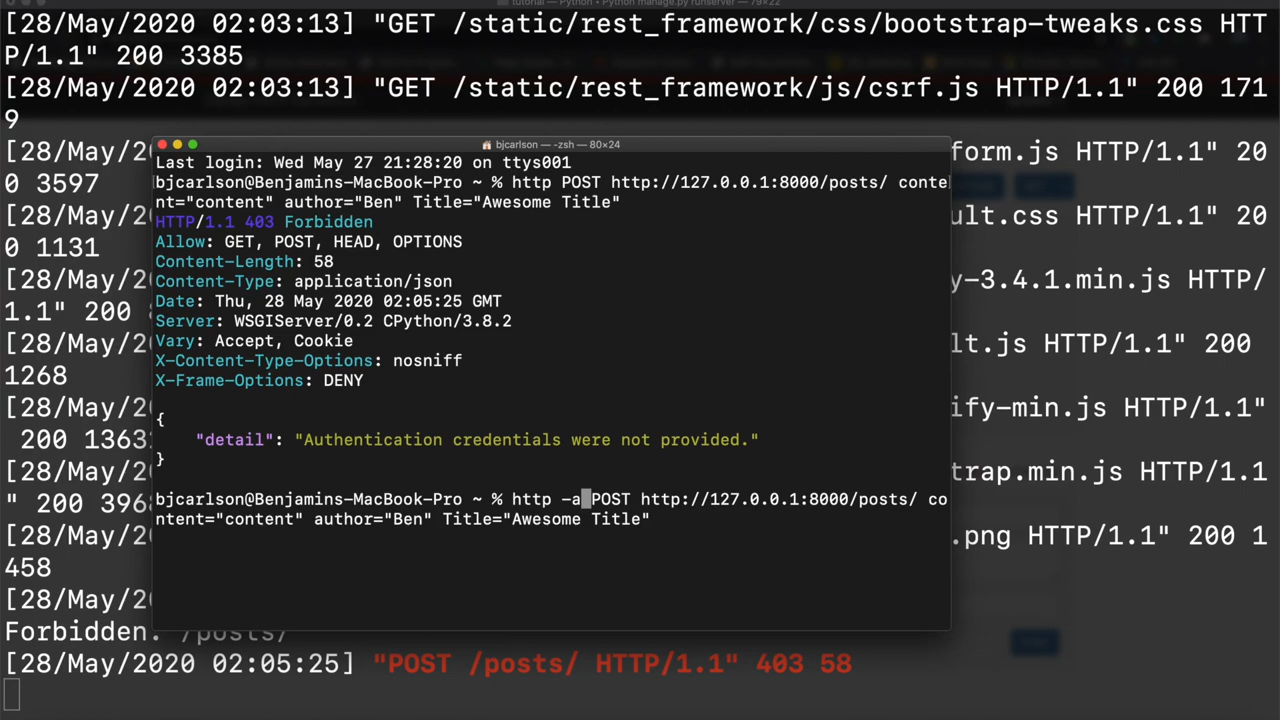 tutorial — Python • Python manage.py runserver — 79×22
[28/May/2020 02:03:13] "GET /static/rest_framework/css/bootstrap-tweaks.css HTT
P/1.1" 200 3385
[28/May/2020 02:03:13] "GET /static/rest_framework/js/csrf.js HTTP/1.1" 200 171
9
[28/May/20 form.js HTTP/1.1" 20
0 3597
[28/May/20 ult.css HTTP/1.1" 20
0 1131
[28/May/20 y-3.4.1.min.js HTTP/
1.1" 200
[28/May/20 lt.js HTTP/1.1" 200
1268
[28/May/20 ify-min.js HTTP/1.1"
200 1363
[28/May/20 trap.min.js HTTP/1.1
" 200 396
[28/May/20 .png HTTP/1.1" 200 1
458
[28/May/2
Forbidden: /posts/
[28/May/2020 02:05:25] "POST /posts/ HTTP/1.1" 403 58
bjcarlson — -zsh — 80×24
Last login: Wed May 27 21:28:20 on ttys001
bjcarlson@Benjamins-MacBook-Pro ~ % http POST http://127.0.0.1:8000/posts/ conte
nt="content" author="Ben" Title="Awesome Title"
HTTP/1.1 403 Forbidden
Allow: GET, POST, HEAD, OPTIONS
Content-Length: 58
Content-Type: application/json
Date: Thu, 28 May 2020 02:05:25 GMT
Server: WSGIServer/0.2 CPython/3.8.2
Vary: Accept, Cookie
X-Content-Type-Options: nosniff
X-Frame-Options: DENY
{
"detail": "Authentication credentials were not provided."
}
bjcarlson@Benjamins-MacBook-Pro ~ % http -a POST http://127.0.0.1:8000/posts/ co
ntent="content" author="Ben" Title="Awesome Title"